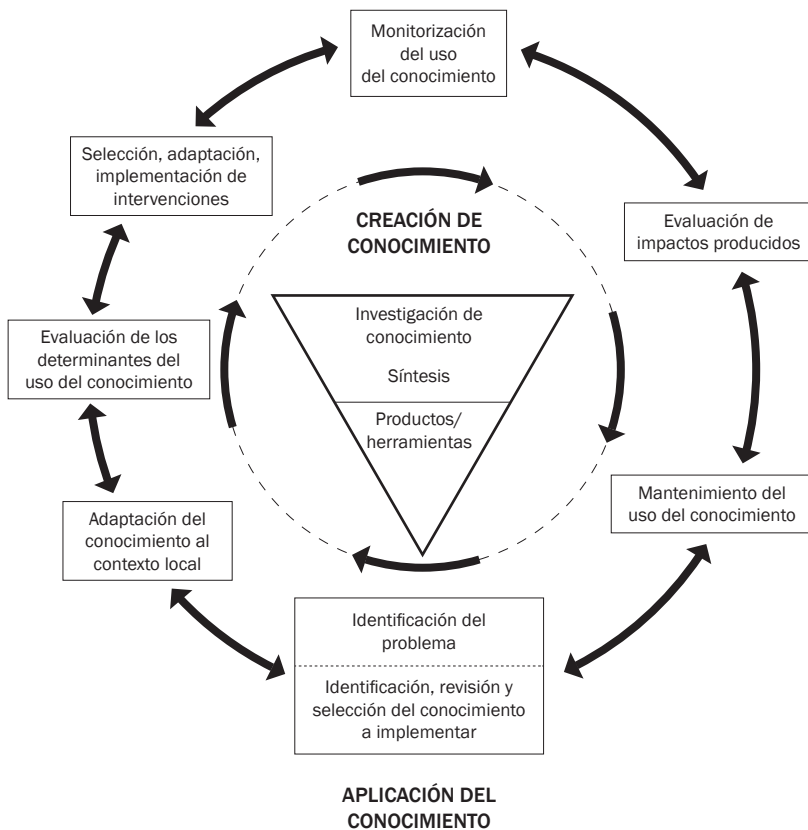 Monitorización
del uso
del conocimiento
Selección, adaptación,
implementación de
intervenciones
CREACIÓN DE
CONOCIMIENTO
Evaluación de
impactos producidos
Investigación de
conocimiento
Síntesis
Productos/
herramientas
Evaluación de los
determinantes del
uso del conocimiento
Adaptación del
conocimiento al
contexto local
Mantenimiento del
uso del conocimiento
Identificación del
problema
Identificación, revisión y
selección del conocimiento
a implementar
APLICACIÓN DEL
CONOCIMIENTO